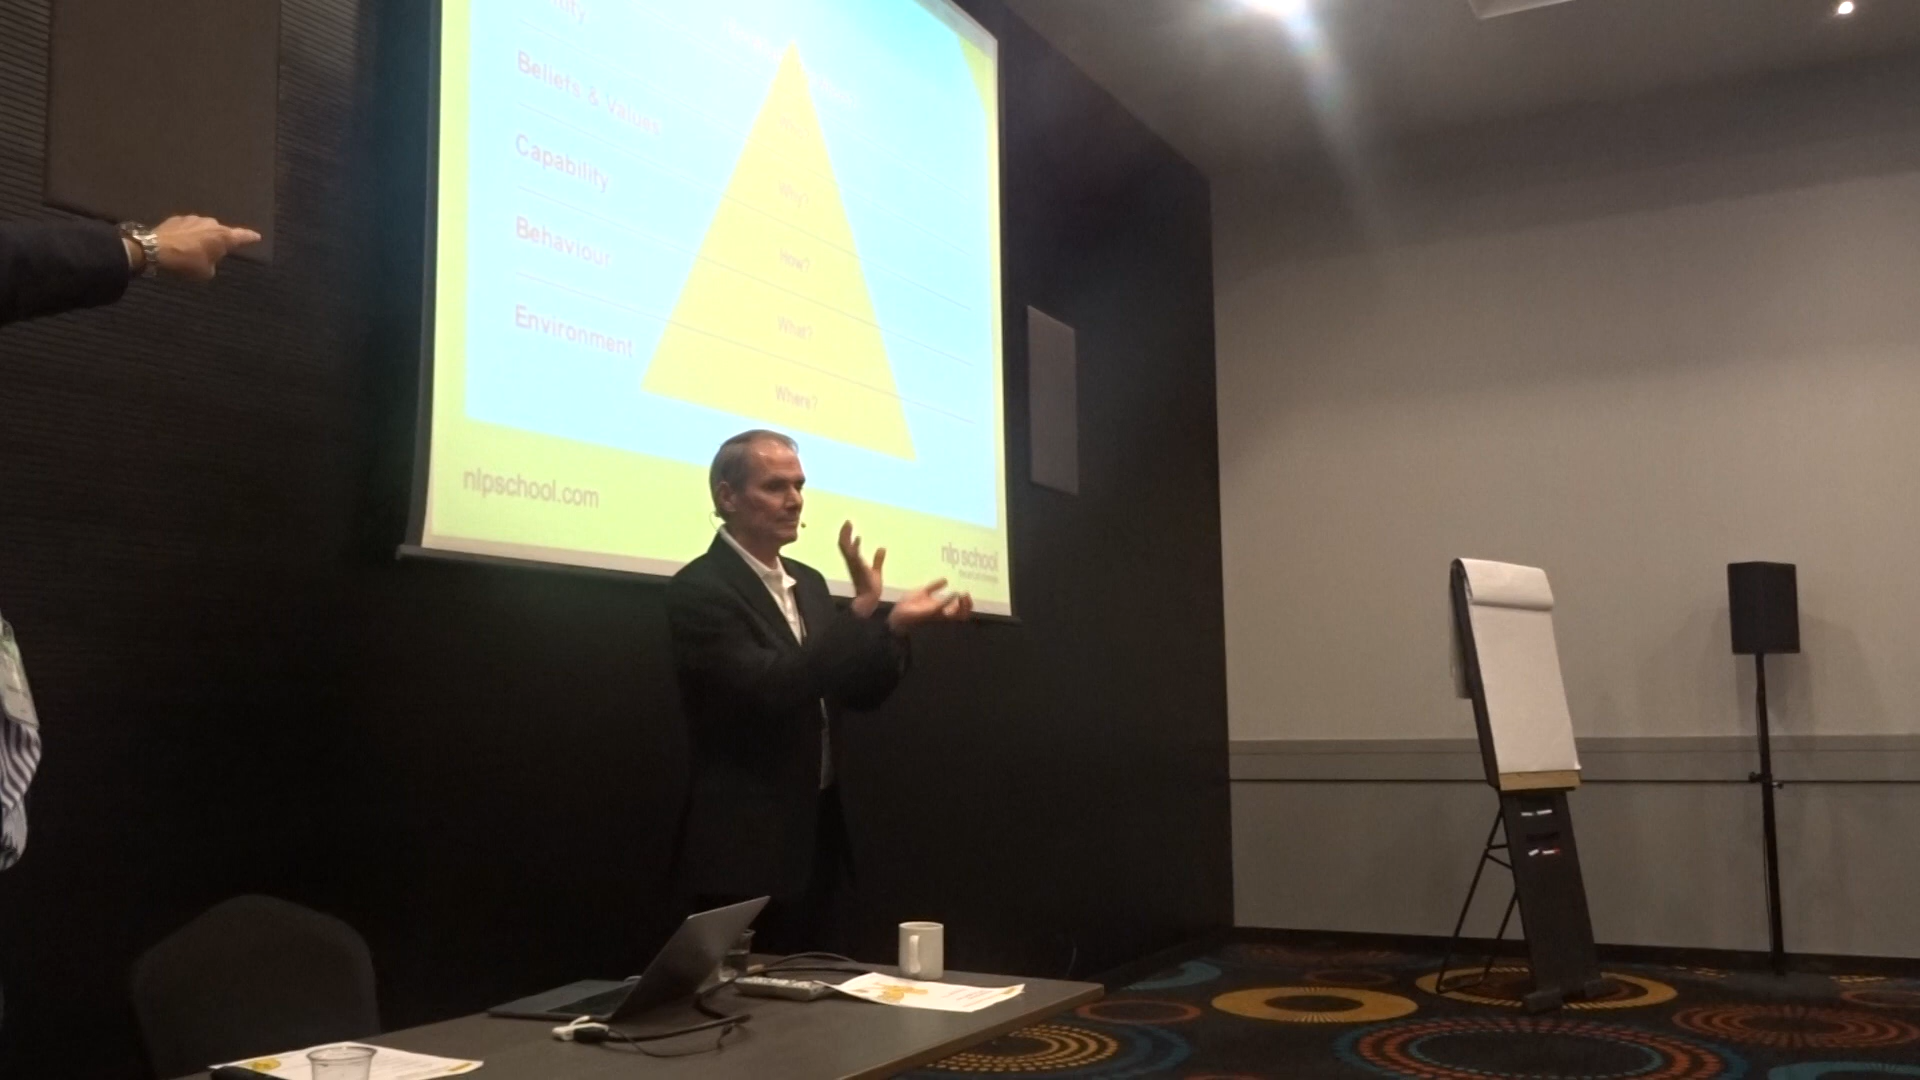 Beliefs & Values
Why?
Capability
How?
Behaviour
What?
Environment
Where?
nlpschool.com
nlp school